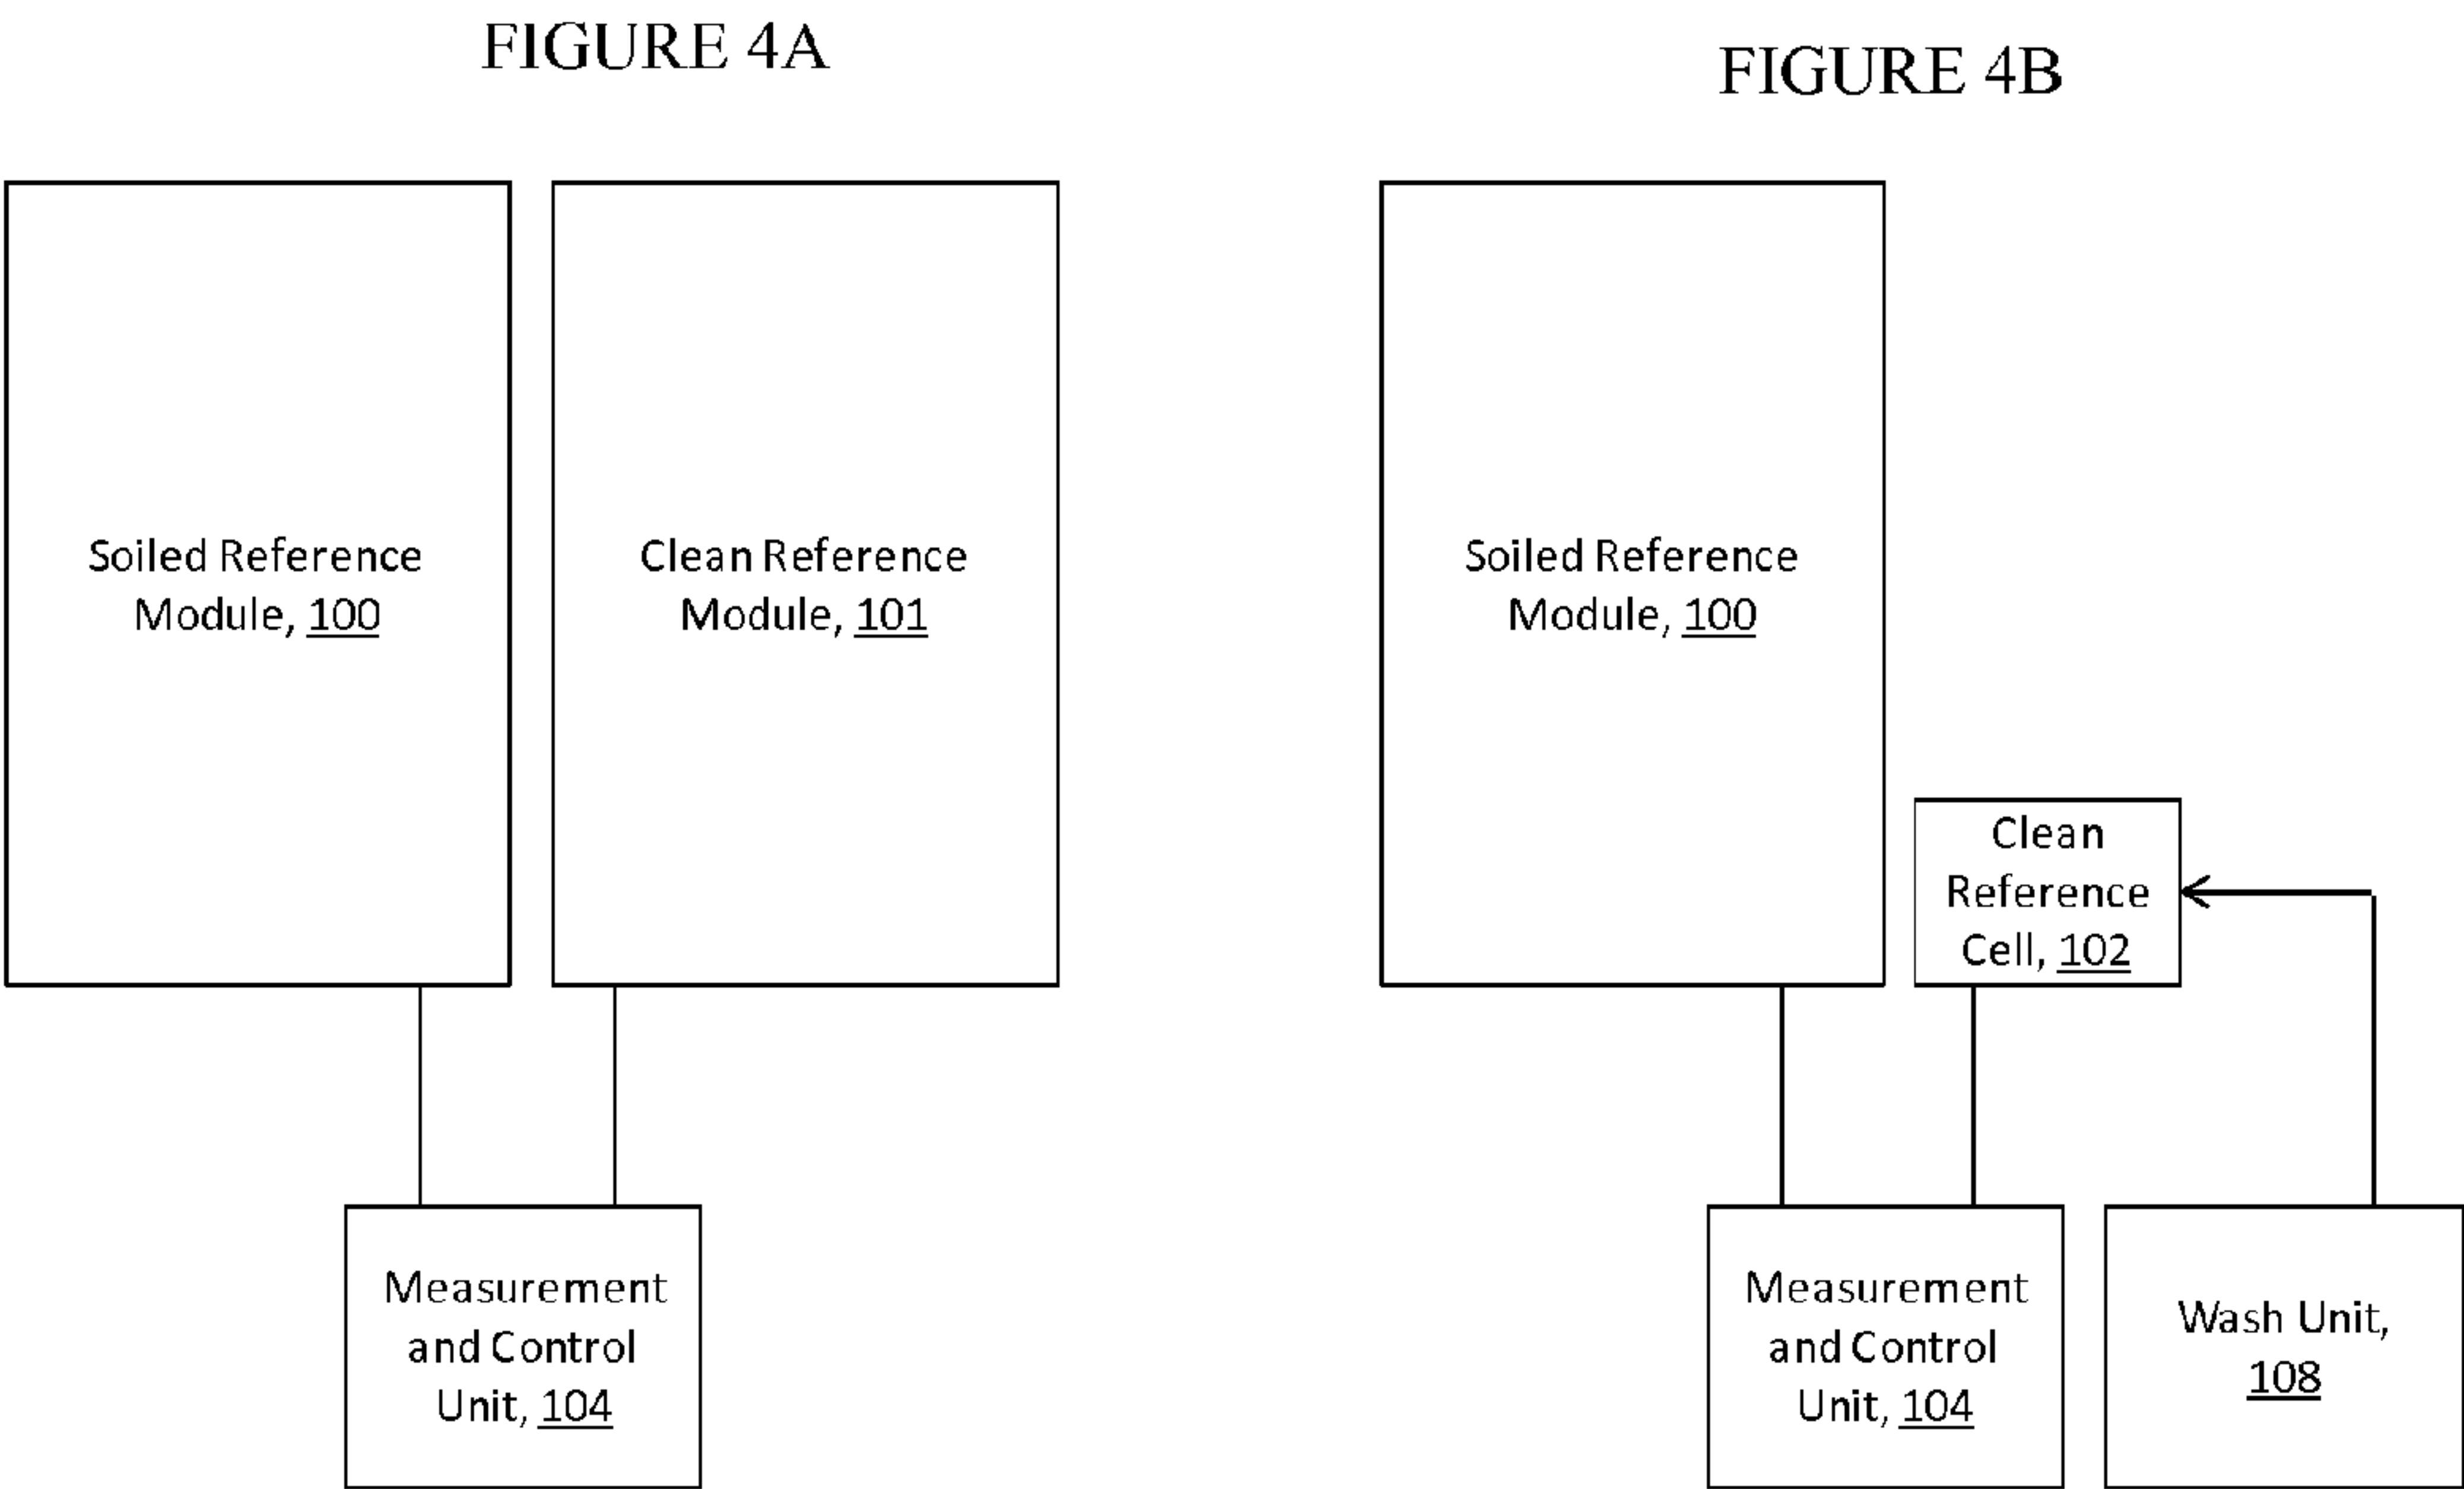 FIGURE 4A
Soiled Reference
Module, 100
Clean Reference
Module, 101
Measurement
and Control
Unit, 104
FIGURE 4B
Soiled Reference
Module, 100
Clean
Reference
Cell, 102
Measurement
and Control
Unit, 104
Wash Unit,
108